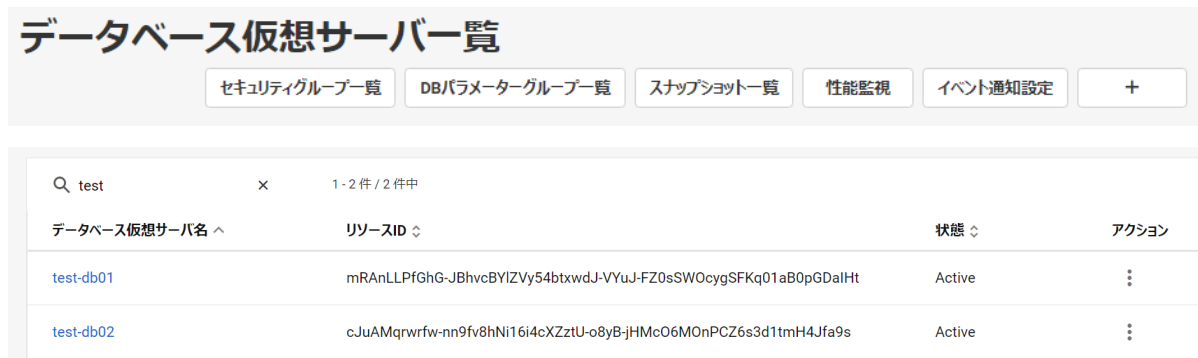 データベース仮想サーバ一覧
セキュリティグループ一覧 DBパラメーターグループ一覧 スナップショット一覧 性能監視 イベント通知設定 +
test × 1 - 2 件 / 2 件中
データベース仮想サーバ名 リソースID 状態 アクション
test-db01 mRAnLLPfGhG-JBhvcBYlZVy54btxwdJ-VYuJ-FZ0sSWOcygSFKq01aB0pGDaIHt Active
test-db02 cJuAMqrwrfw-nn9fv8hNi16i4cXZztU-o8yB-jHMcO6MOnPCZ6s3d1tmH4Jfa9s Active